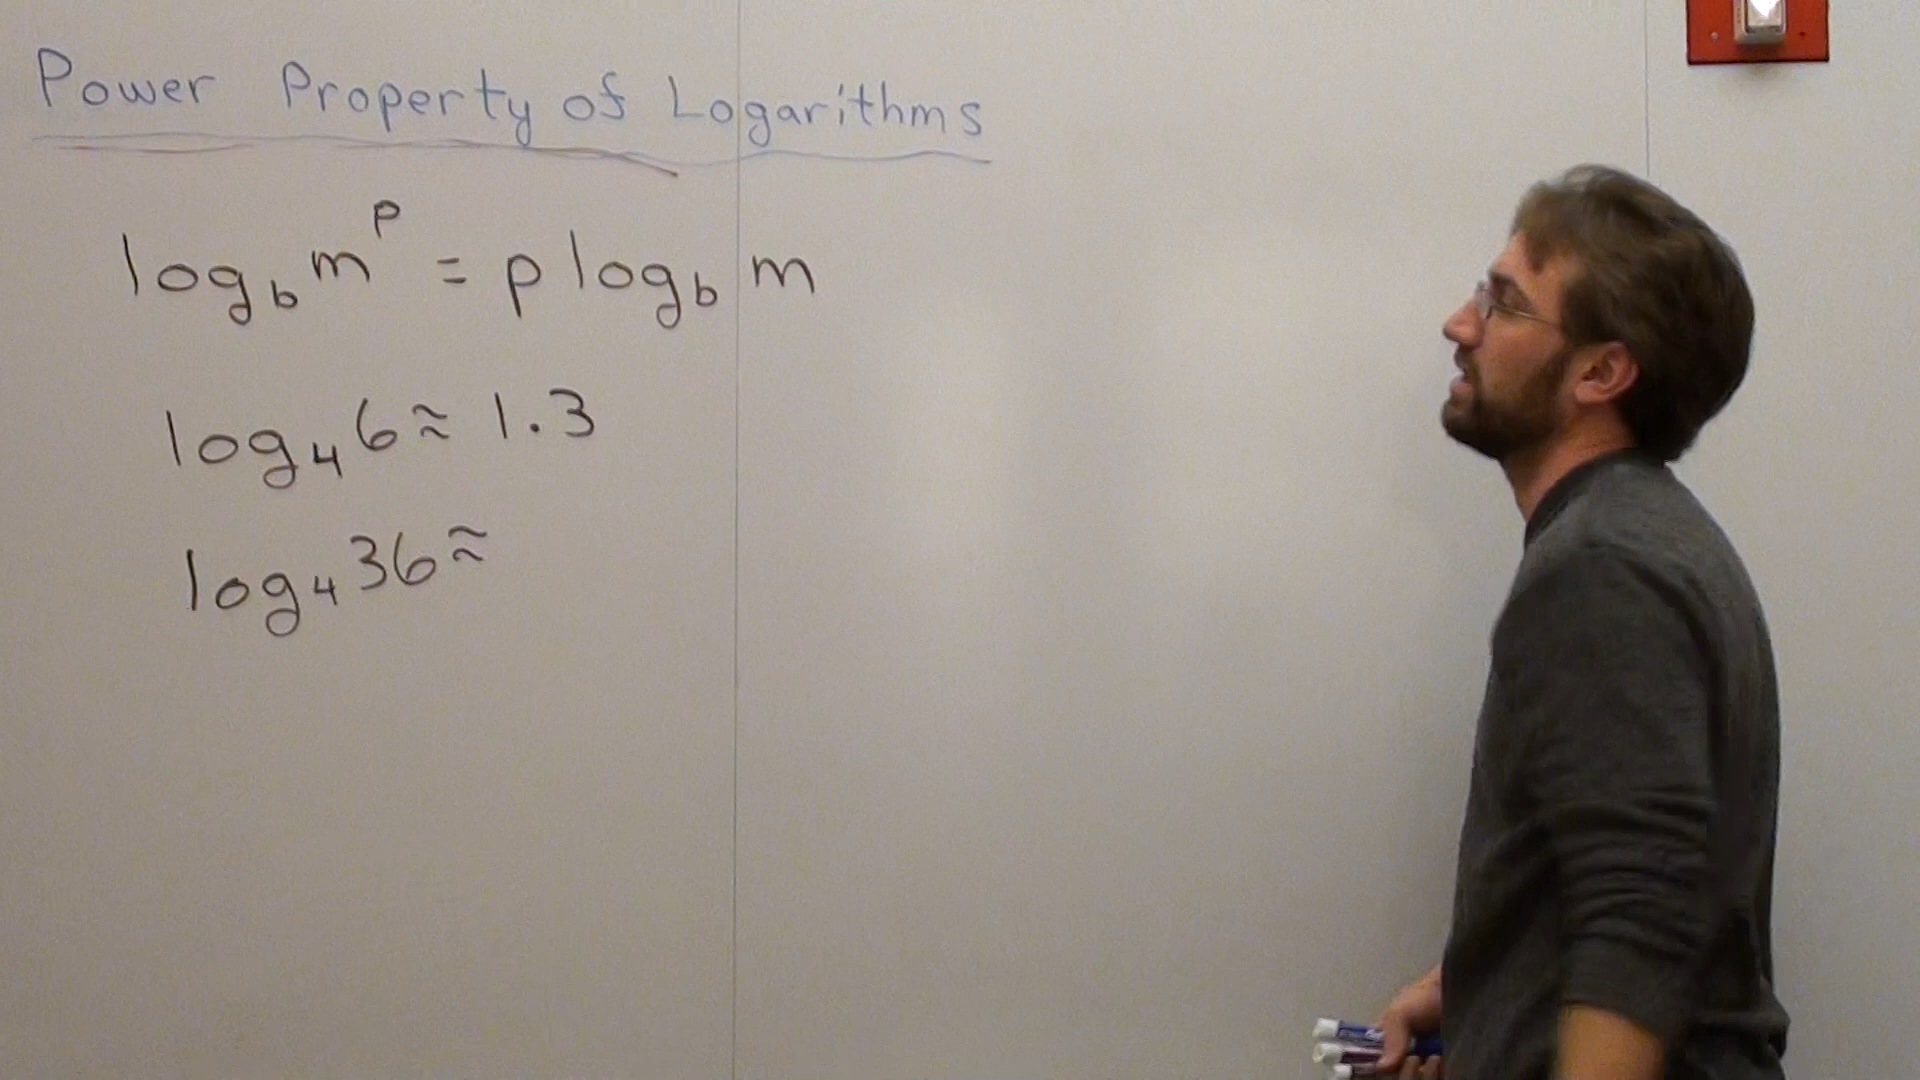 Power Property of Logarithms
log_b m^p = p log_b m
log_4 6 ≈ 1.3
log_4 36 ≈